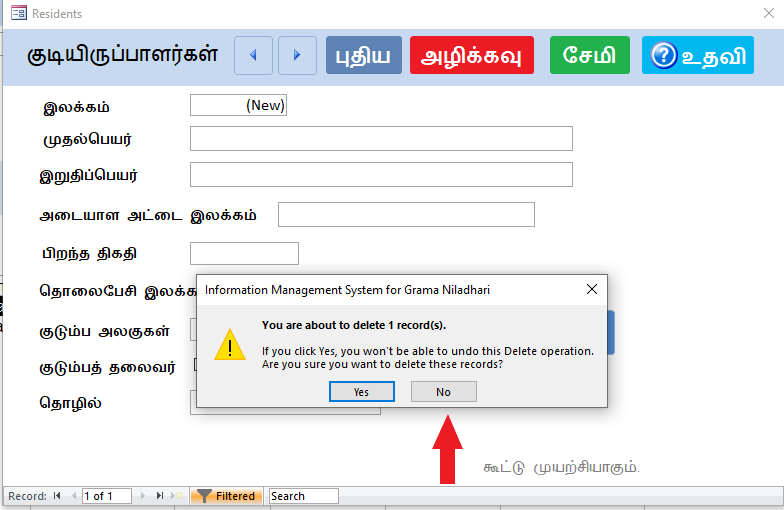 Residents
குடியிருப்பாளர்கள்
புதிய
அழிக்கவு
சேமி
? உதவி
இலக்கம்
(New)
முதல்பெயர்
இறுதிப்பெயர்
அடையாள அட்டை இலக்கம்
பிறந்த திகதி
தொலைபேசி இலக்க
Information Management System for Grama Niladhari
You are about to delete 1 record(s).
If you click Yes, you won't be able to undo this Delete operation.
Are you sure you want to delete these records?
Yes
No
குடும்ப அலகுகள்
குடும்பத் தலைவர்
தொழில்
கூட்டு முயற்சியாகும்.
Record:
1 of 1
Filtered
Search